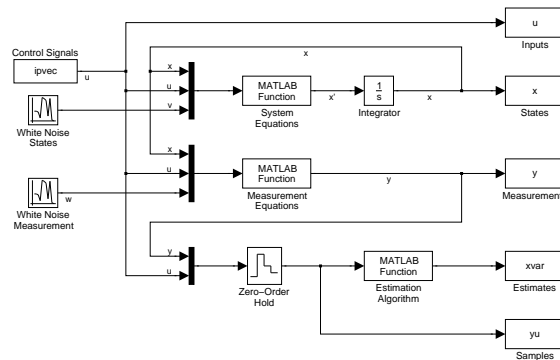 u
Inputs
x
Control Signals
ipvec
u
x
u
v
MATLAB
Function
System
Equations
x'
1
s
Integrator
x
x
States
White Noise
States
x
u
MATLAB
Function
Measurement
Equations
y
y
Measurement
w
White Noise
Measurement
y
u
Zero–Order
Hold
MATLAB
Function
Estimation
Algorithm
xvar
Estimates
yu
Samples